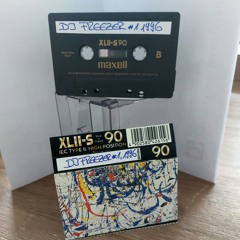 DJ FREEZER #1 1996
XLII-S 90
maxell
B
XLII-S 90
IEC TYPE II · HIGH POSITION
DJ FREEZER #1, 1996
90